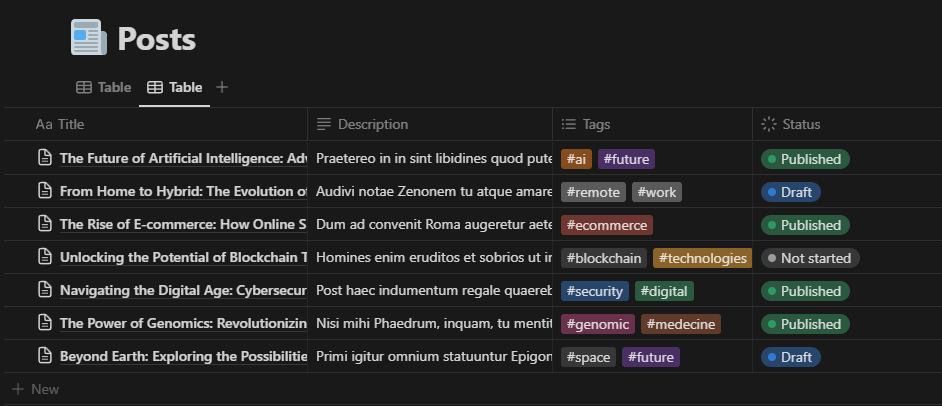 Posts
Table Table
Aa Title Description Tags Status
The Future of Artificial Intelligence: Adv Praetereo in in sint libidines quod pute #ai #future Published
From Home to Hybrid: The Evolution of Audivi notae Zenonem tu atque amare #remote #work Draft
The Rise of E-commerce: How Online S Dum ad convenit Roma augeretur aete #ecommerce Published
Unlocking the Potential of Blockchain T Homines enim eruditos et sobrios ut in #blockchain #technologies Not started
Navigating the Digital Age: Cybersecur Post haec indumentum regale quaereb #security #digital Published
The Power of Genomics: Revolutionizin Nisi mihi Phaedrum, inquam, tu mentit #genomic #medecine Published
Beyond Earth: Exploring the Possibilitie Primi igitur omnium statuuntur Epigon #space #future Draft
+ New